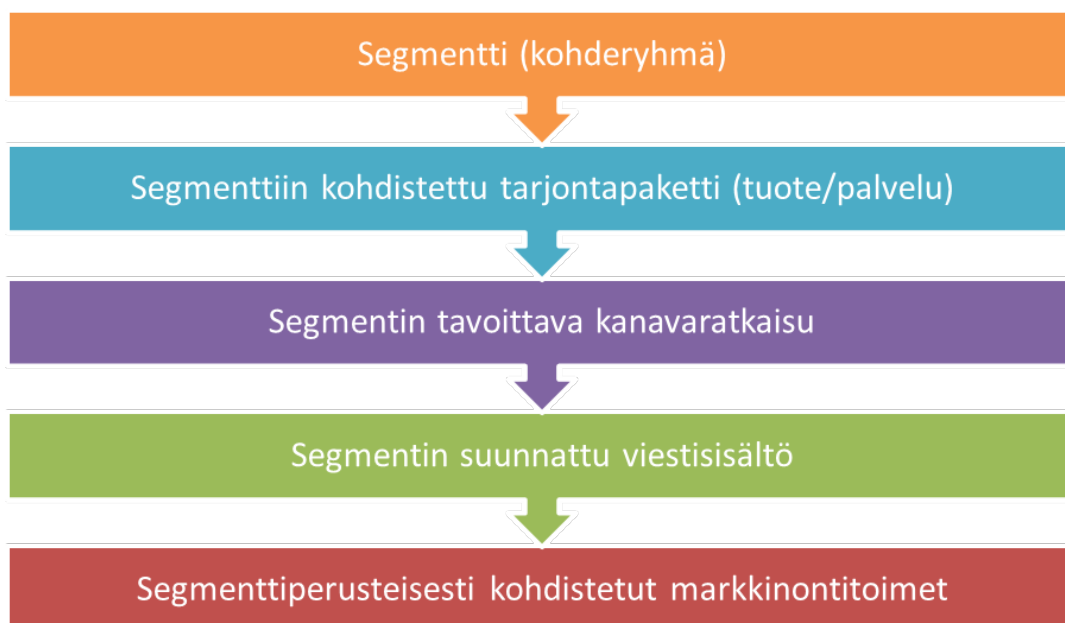 Segmentti (kohderyhmä)
Segmenttiin kohdistettu tarjontapaketti (tuote/palvelu)
Segmentin tavoittava kanavaratkaisu
Segmentin suunnattu viestisisältö
Segmenttiperusteisesti kohdistetut markkinontitoimet